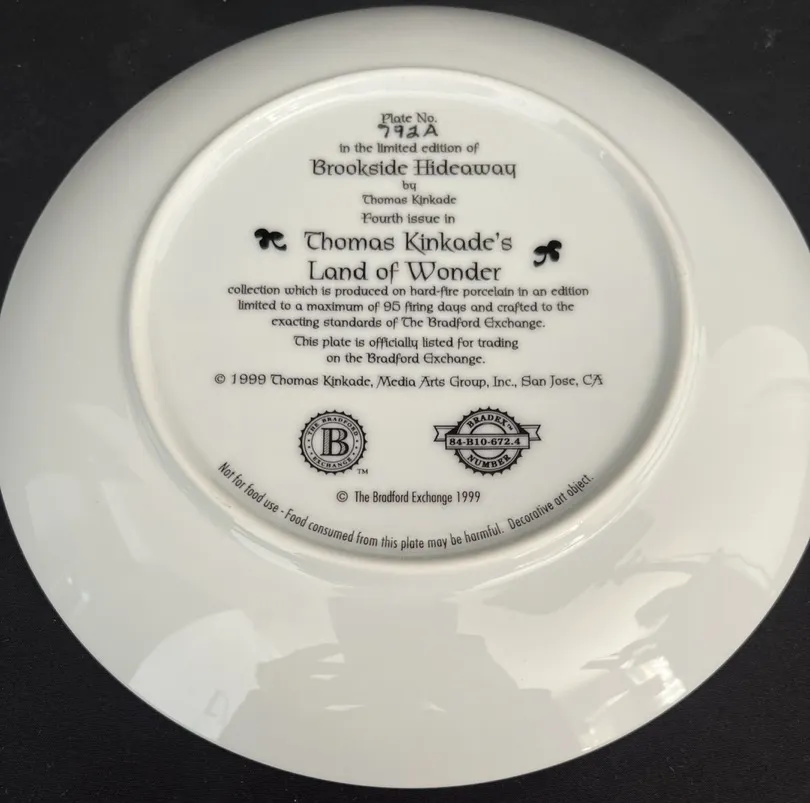 Plate No.
792A
in the limited edition of
Brookside Hideaway
by
Thomas Kinkade
Fourth issue in
Thomas Kinkade's
Land of Wonder
collection which is produced on hard-fire porcelain in an edition
limited to a maximum of 95 firing days and crafted to the
exacting standards of The Bradford Exchange.
This plate is officially listed for trading
on the Bradford Exchange.
© 1999 Thomas Kinkade, Media Arts Group, Inc., San Jose, CA
THE BRADFORD
B
EXCHANGE
TM
BRADEX™
84-B10-672.4
NUMBER
© The Bradford Exchange 1999
Not for food use - Food consumed from this plate may be harmful. Decorative art object.